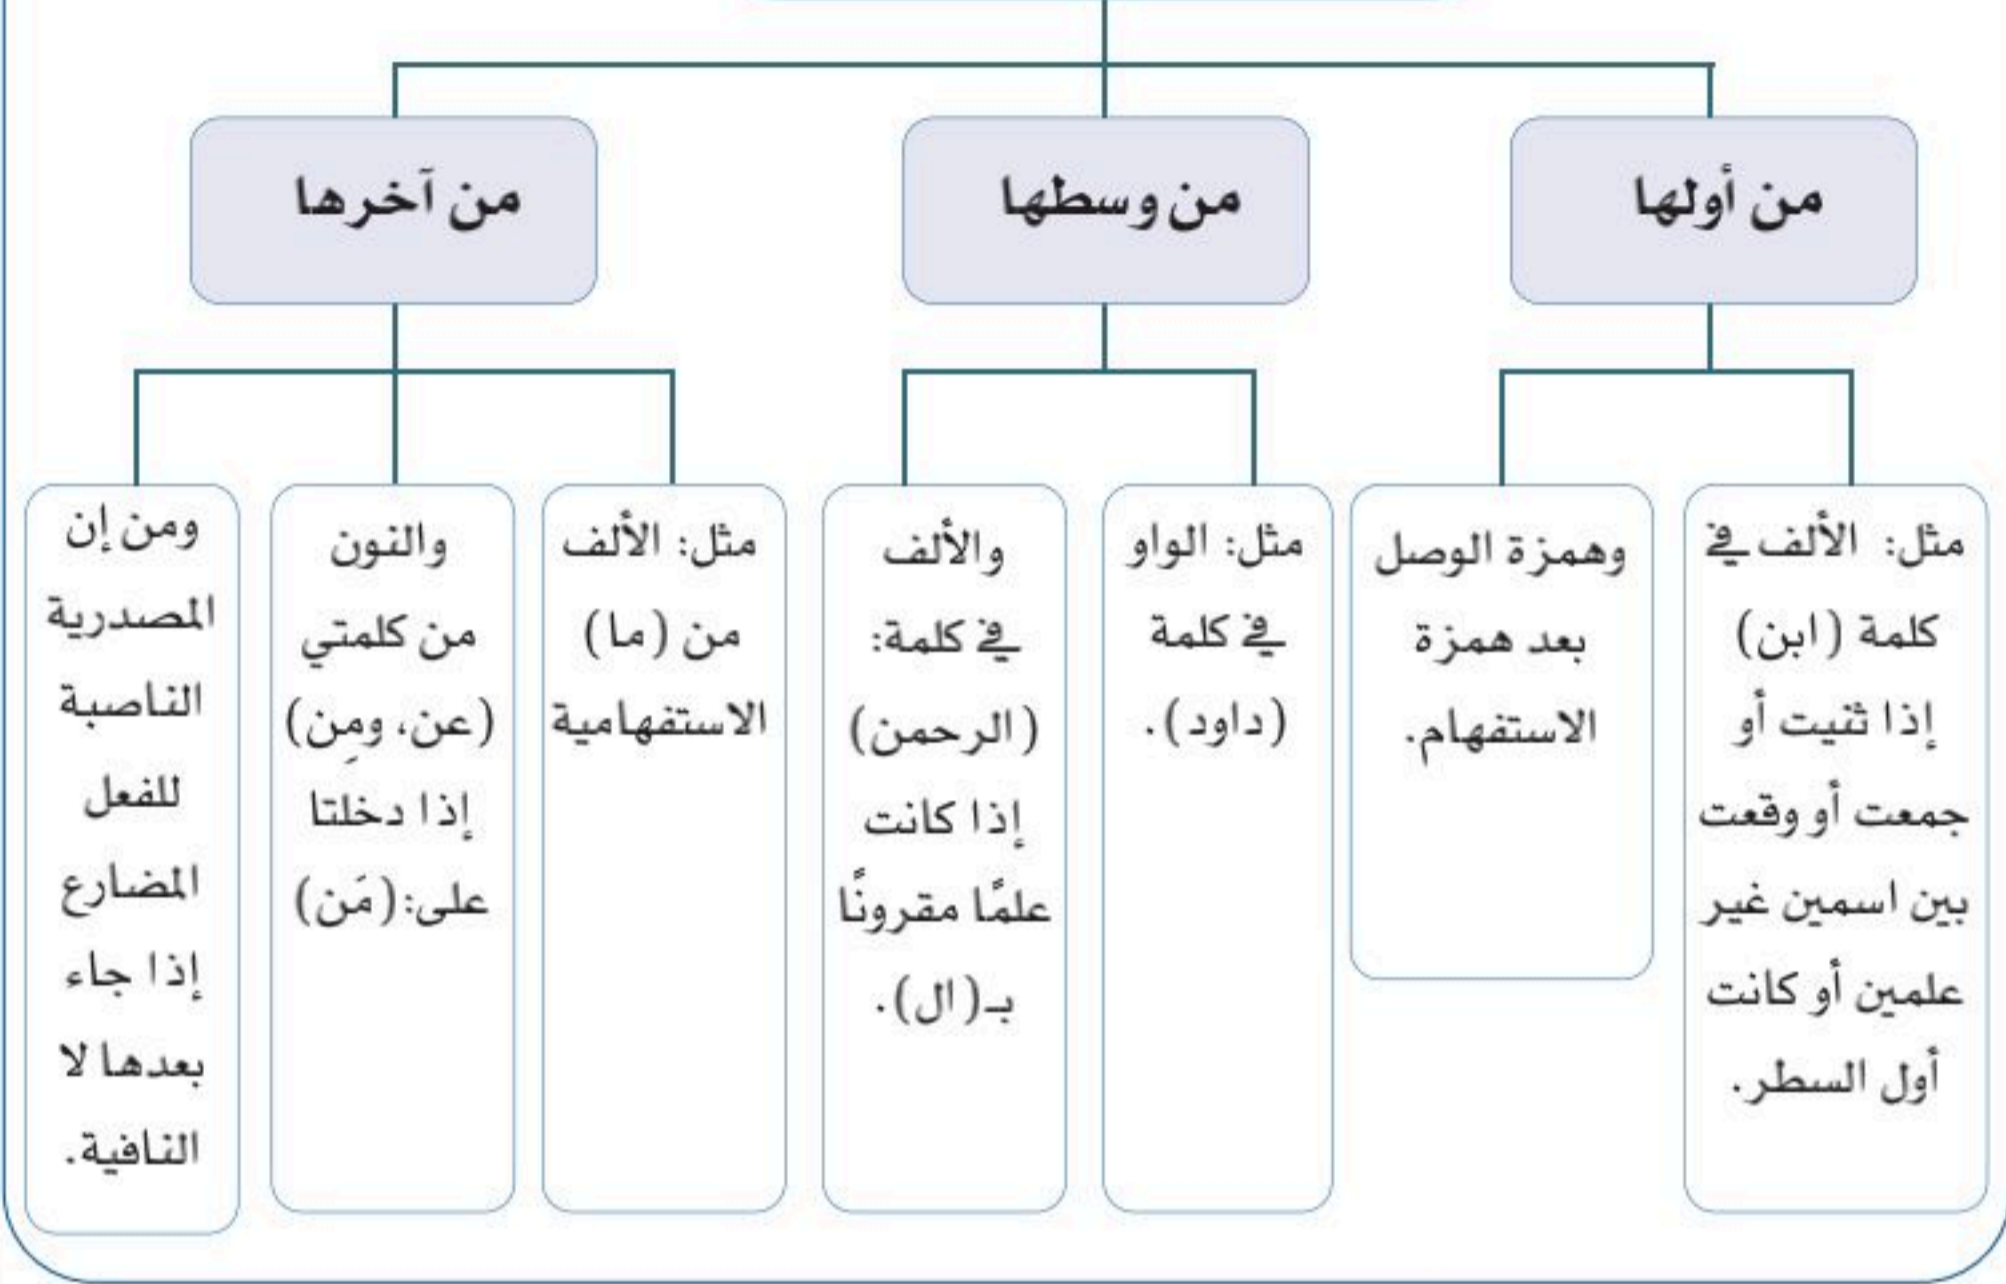 من أولها
من وسطها
من آخرها
مثل: الألف في
كلمة (ابن)
إذا ثنيت أو
جمعت أو وقعت
بين اسمين غير
علمين أو كانت
أول السطر.
وهمزة الوصل
بعد همزة
الاستفهام.
مثل: الواو
في كلمة
(داود).
والألف
في كلمة:
(الرحمن)
إذا كانت
علمًا مقرونًا
بـ(ال).
مثل: الألف
من (ما)
الاستفهامية
والنون
من كلمتي
(عن، ومِن)
إذا دخلتا
على: (مَن)
ومن إن
المصدرية
الناصبة
للفعل
المضارع
إذا جاء
بعدها لا
النافية.